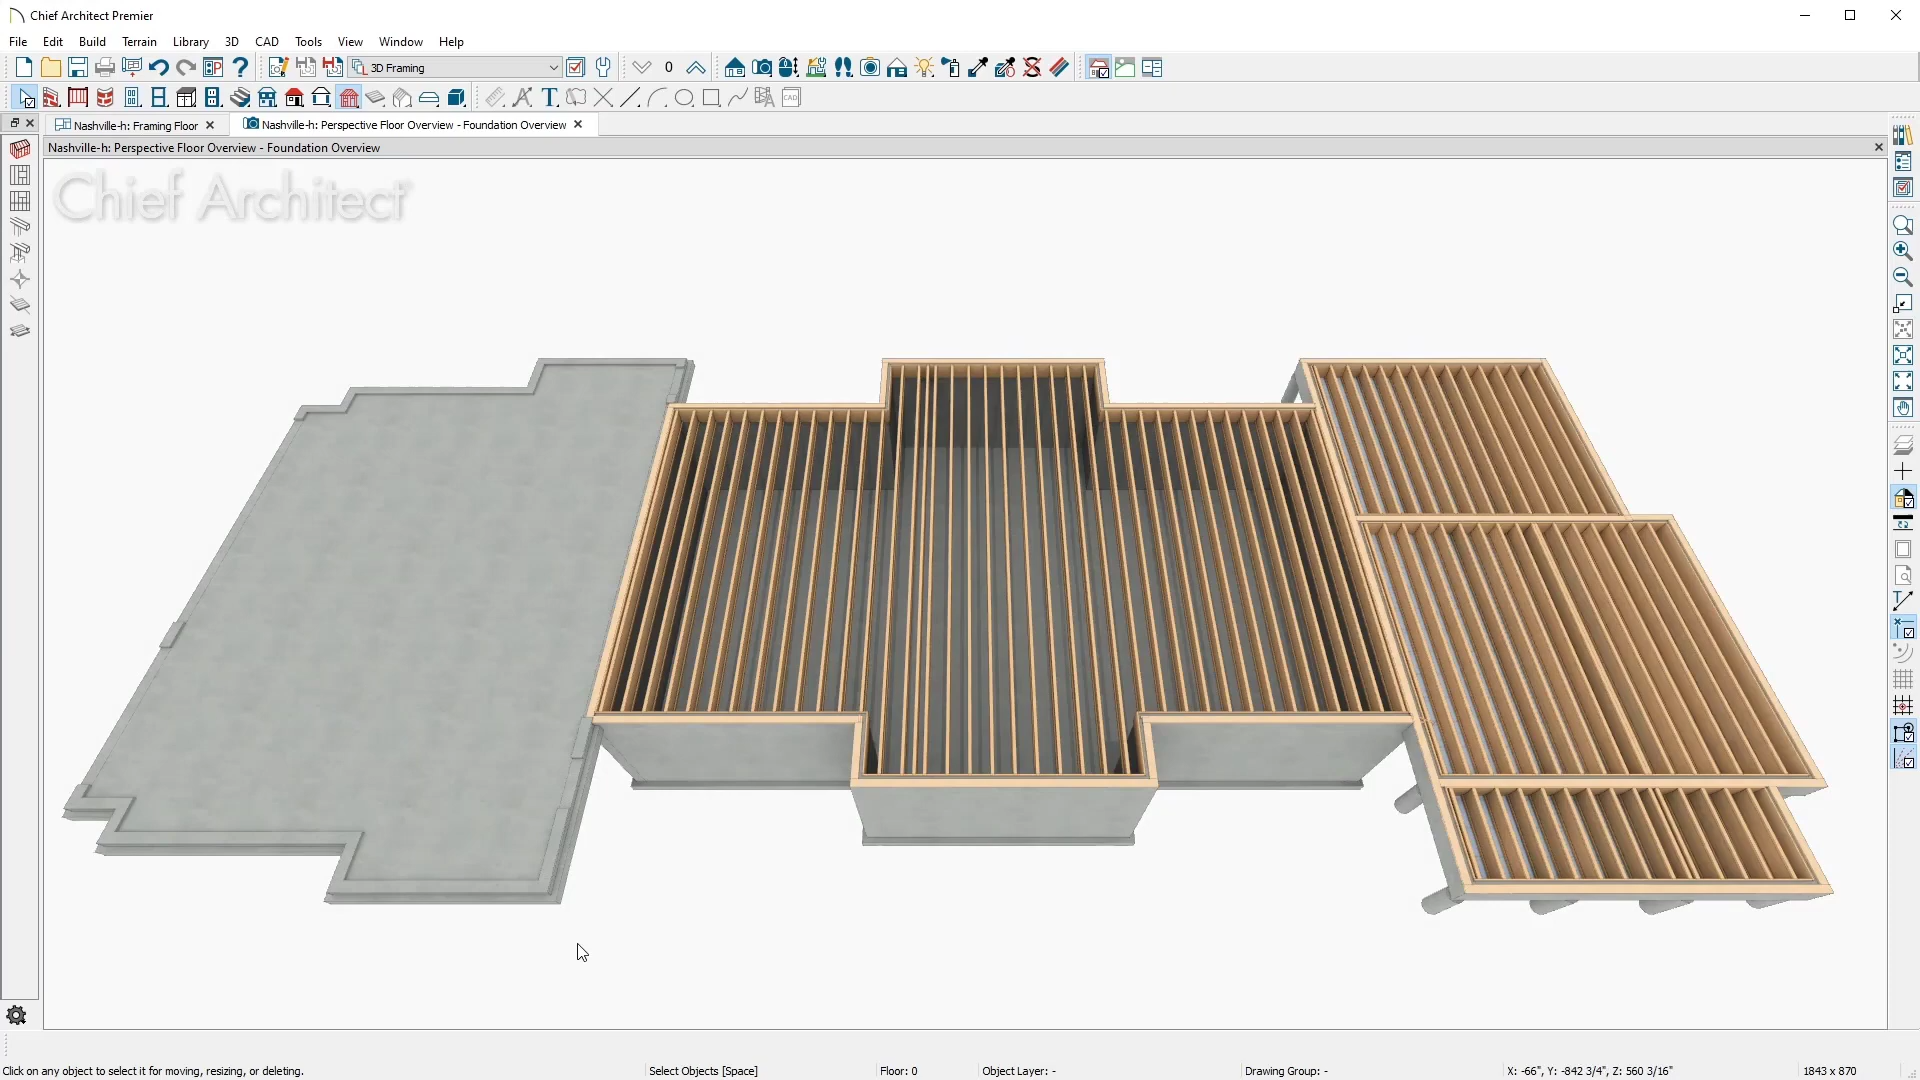 Chief Architect Premier
File Edit Build Terrain Library 3D CAD Tools View Window Help
3D Framing
0
CAD
Nashville-h: Framing Floor
Nashville-h: Perspective Floor Overview - Foundation Overview
Nashville-h: Perspective Floor Overview - Foundation Overview
Chief Architect
Click on any object to select it for moving, resizing, or deleting.
Select Objects [Space]
Floor: 0
Object Layer: -
Drawing Group: -
X: -66", Y: -842 3/4", Z: 560 3/16"
1843 x 870